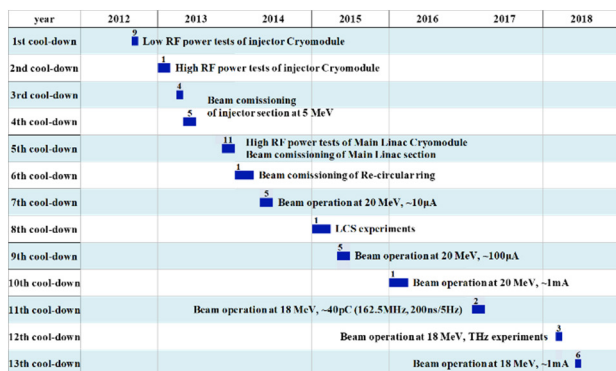 year 2012 2013 2014 2015 2016 2017 2018
1st cool-down 9 Low RF power tests of injector Cryomodule
2nd cool-down 1 High RF power tests of injector Cryomodule
3rd cool-down 4
Beam comissioning
of injector section at 5 MeV
4th cool-down 5
5th cool-down 11 High RF power tests of Main Linac Cryomodule
Beam comissioning of Main Linac section
6th cool-down 1 Beam comissioning of Re-circular ring
7th cool-down 5 Beam operation at 20 MeV, ~10μA
8th cool-down 1 LCS experiments
9th cool-down 5 Beam operation at 20 MeV, ~100μA
10th cool-down 1 Beam operation at 20 MeV, ~1mA
11th cool-down Beam operation at 18 MeV, ~40pC (162.5MHz, 200ns/5Hz) 2
12th cool-down Beam operation at 18 MeV, THz experiments 3
13th cool-down Beam operation at 18 MeV, ~1mA 6